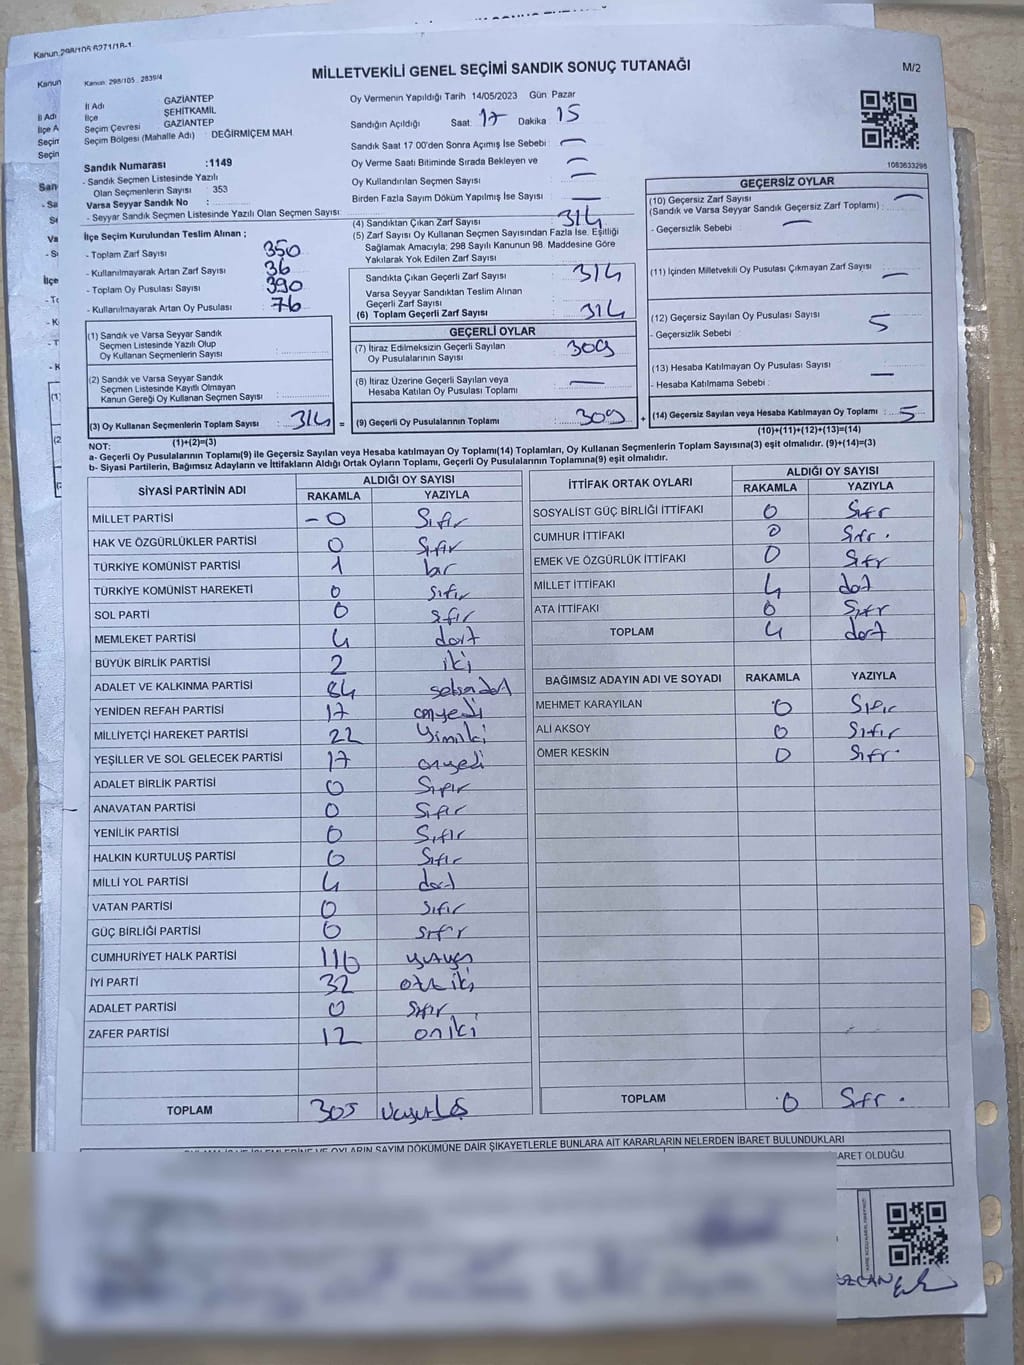 Kanun.298/105 6271/18-1
Kanun. 298/105 . 2839/4
MİLLETVEKİLİ GENEL SEÇİMİ SANDIK SONUÇ TUTANAĞI
M/2
İl Adı GAZİANTEP
İlçe ŞEHİTKAMİL
Seçim Çevresi GAZİANTEP
Seçim Bölgesi (Mahalle Adı) : DEĞİRMİÇEM MAH
Oy Vermenin Yapıldığı Tarih 14/05/2023 Gün Pazar
Sandığın Açıldığı Saat: 17 Dakika 15
Sandık Saat 17 00'den Sonra Açımış İse Sebebi : —
Oy Verme Saati Bitiminde Sırada Bekleyen ve
Oy Kullandırılan Seçmen Sayısı —
Birden Fazla Sayım Döküm Yapılmış İse Sayısı : —
1063633296
Sandık Numarası :1149
- Sandık Seçmen Listesinde Yazılı
Olan Seçmenlerin Sayısı : 353
Varsa Seyyar Sandık No :
- Seyyar Sandık Seçmen Listesinde Yazılı Olan Seçmen Sayısı:
İlçe Seçim Kurulundan Teslim Alınan ;
- Toplam Zarf Sayısı : 350
- Kullanılmayarak Artan Zarf Sayısı : 36
- Toplam Oy Pusulası Sayısı : 390
- Kullanılmayarak Artan Oy Pusulası : 76
(1) Sandık ve Varsa Seyyar Sandık
Seçmen Listesinde Yazılı Olup
Oy Kullanan Seçmenlerin Sayısı :
(2) Sandık ve Varsa Seyyar Sandık
Seçmen Listesinde Kayıtlı Olmayan
Kanun Gereği Oy Kullanan Seçmen Sayısı :
(3) Oy Kullanan Seçmenlerin Toplam Sayısı : 314 =
(1)+(2)=(3)
(4) Sandıktan Çıkan Zarf Sayısı : 314
(5) Zarf Sayısı Oy Kullanan Seçmen Sayısından Fazla İse. Eşitliği
Sağlamak Amacıyla; 298 Sayılı Kanunun 98. Maddesine Göre
Yakılarak Yok Edilen Zarf Sayısı :
Sandıkta Çıkan Geçerli Zarf Sayısı : 314
Varsa Seyyar Sandıktan Teslim Alınan
Geçerli Zarf Sayısı :
(6) Toplam Geçerli Zarf Sayısı : 314
GEÇERLİ OYLAR
(7) İtiraz Edilmeksizin Geçerli Sayılan
Oy Pusulalarının Sayısı : 309
(8) İtiraz Üzerine Geçerli Sayılan veya
Hesaba Katılan Oy Pusulası Toplamı : —
(9) Geçerli Oy Pusulalarının Toplamı : 309 +
GEÇERSİZ OYLAR
(10) Geçersiz Zarf Sayısı
(Sandık ve Varsa Seyyar Sandık Geçersiz Zarf Toplamı) : —
- Geçersizlik Sebebi : —
(11) İçinden Milletvekili Oy Pusulası Çıkmayan Zarf Sayısı : —
(12) Geçersiz Sayılan Oy Pusulası Sayısı : 5
- Geçersizlik Sebebi :
(13) Hesaba Katılmayan Oy Pusulası Sayısı : —
- Hesaba Katılmama Sebebi :
(14) Geçersiz Sayılan veya Hesaba Katılmayan Oy Toplamı : 5
(10)+(11)+(12)+(13)=(14)
NOT:
a- Geçerli Oy Pusulalarının Toplamı(9) ile Geçersiz Sayılan veya Hesaba katılmayan Oy Toplamı(14) Toplamları, Oy Kullanan Seçmenlerin Toplam Sayısına(3) eşit olmalıdır. (9)+(14)=(3)
b- Siyasi Partilerin, Bağımsız Adayların ve İttifakların Aldığı Ortak Oyların Toplamı, Geçerli Oy Pusulalarının Toplamına(9) eşit olmalıdır.
SİYASİ PARTİNİN ADI ALDIĞI OY SAYISI
RAKAMLA YAZIYLA
MİLLET PARTİSİ - 0 Sıfır
HAK VE ÖZGÜRLÜKLER PARTİSİ 0 Sıfır
TÜRKİYE KOMÜNİST PARTİSİ 1 bir
TÜRKİYE KOMÜNİST HAREKETİ 0 Sıfır
SOL PARTİ 0 sfır
MEMLEKET PARTİSİ 4 dört
BÜYÜK BİRLİK PARTİSİ 2 iki
ADALET VE KALKINMA PARTİSİ 84
YENİDEN REFAH PARTİSİ 17 onyedi
MİLLİYETÇİ HAREKET PARTİSİ 22
YEŞİLLER VE SOL GELECEK PARTİSİ 17 onyedi
ADALET BİRLİK PARTİSİ 0 Sıfır
ANAVATAN PARTİSİ 0 Sıfır
YENİLİK PARTİSİ 0 Sıfır
HALKIN KURTULUŞ PARTİSİ 0 Sıfır
MİLLİ YOL PARTİSİ 4 dört
VATAN PARTİSİ 0 Sıfır
GÜÇ BİRLİĞİ PARTİSİ 0 sıfır
CUMHURİYET HALK PARTİSİ 110
İYİ PARTİ 32 otuz iki
ADALET PARTİSİ 0 sıfır
ZAFER PARTİSİ 12 oniki
TOPLAM 305
İTTİFAK ORTAK OYLARI ALDIĞI OY SAYISI
RAKAMLA YAZIYLA
SOSYALİST GÜÇ BİRLİĞİ İTTİFAKI 0 Sıfr
CUMHUR İTTİFAKI 0 Sıfr .
EMEK VE ÖZGÜRLÜK İTTİFAKI 0 Sıfr
MİLLET İTTİFAKI 4 dört
ATA İTTİFAKI 0 Sıfr
TOPLAM 4 dört
BAĞIMSIZ ADAYIN ADI VE SOYADI RAKAMLA YAZIYLA
MEHMET KARAYILAN 0 Sıfır
ALİ AKSOY 0 Sıfır
ÖMER KESKİN 0 Sıfr.
TOPLAM 0 Sıfr .
OYLARIN SAYIM DÖKÜMÜNE DAİR ŞİKAYETLERLE BUNLARA AİT KARARLARIN NELERDEN İBARET BULUNDUKLARI
ARET OLDUĞU